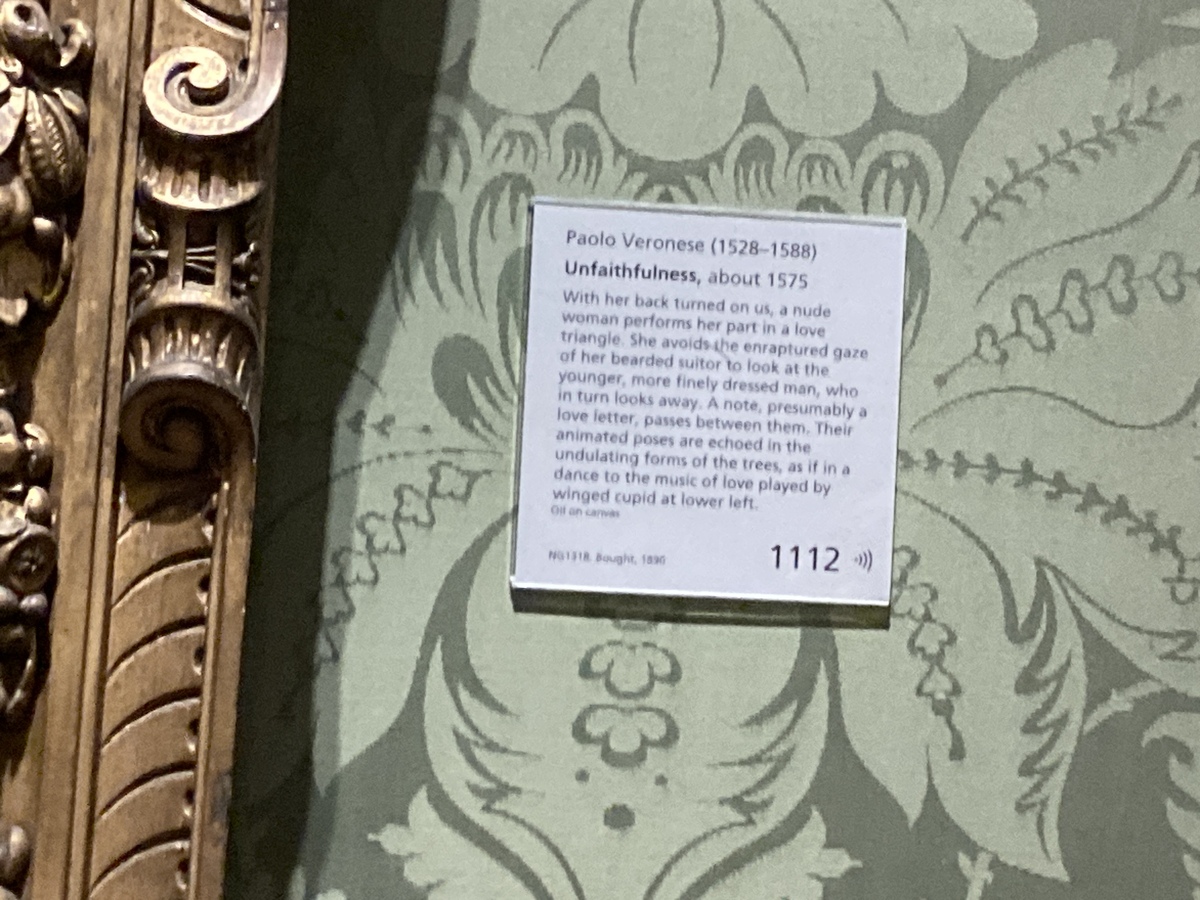 Paolo Veronese (1528–1588)
Unfaithfulness, about 1575
With her back turned on us, a nude
woman performs her part in a love
triangle. She avoids the enraptured gaze
of her bearded suitor to look at the
younger, more finely dressed man, who
in turn looks away. A note, presumably a
love letter, passes between them. Their
animated poses are echoed in the
undulating forms of the trees, as if in a
dance to the music of love played by
winged cupid at lower left.
Oil on canvas
NG1318. Bought, 1890
1112